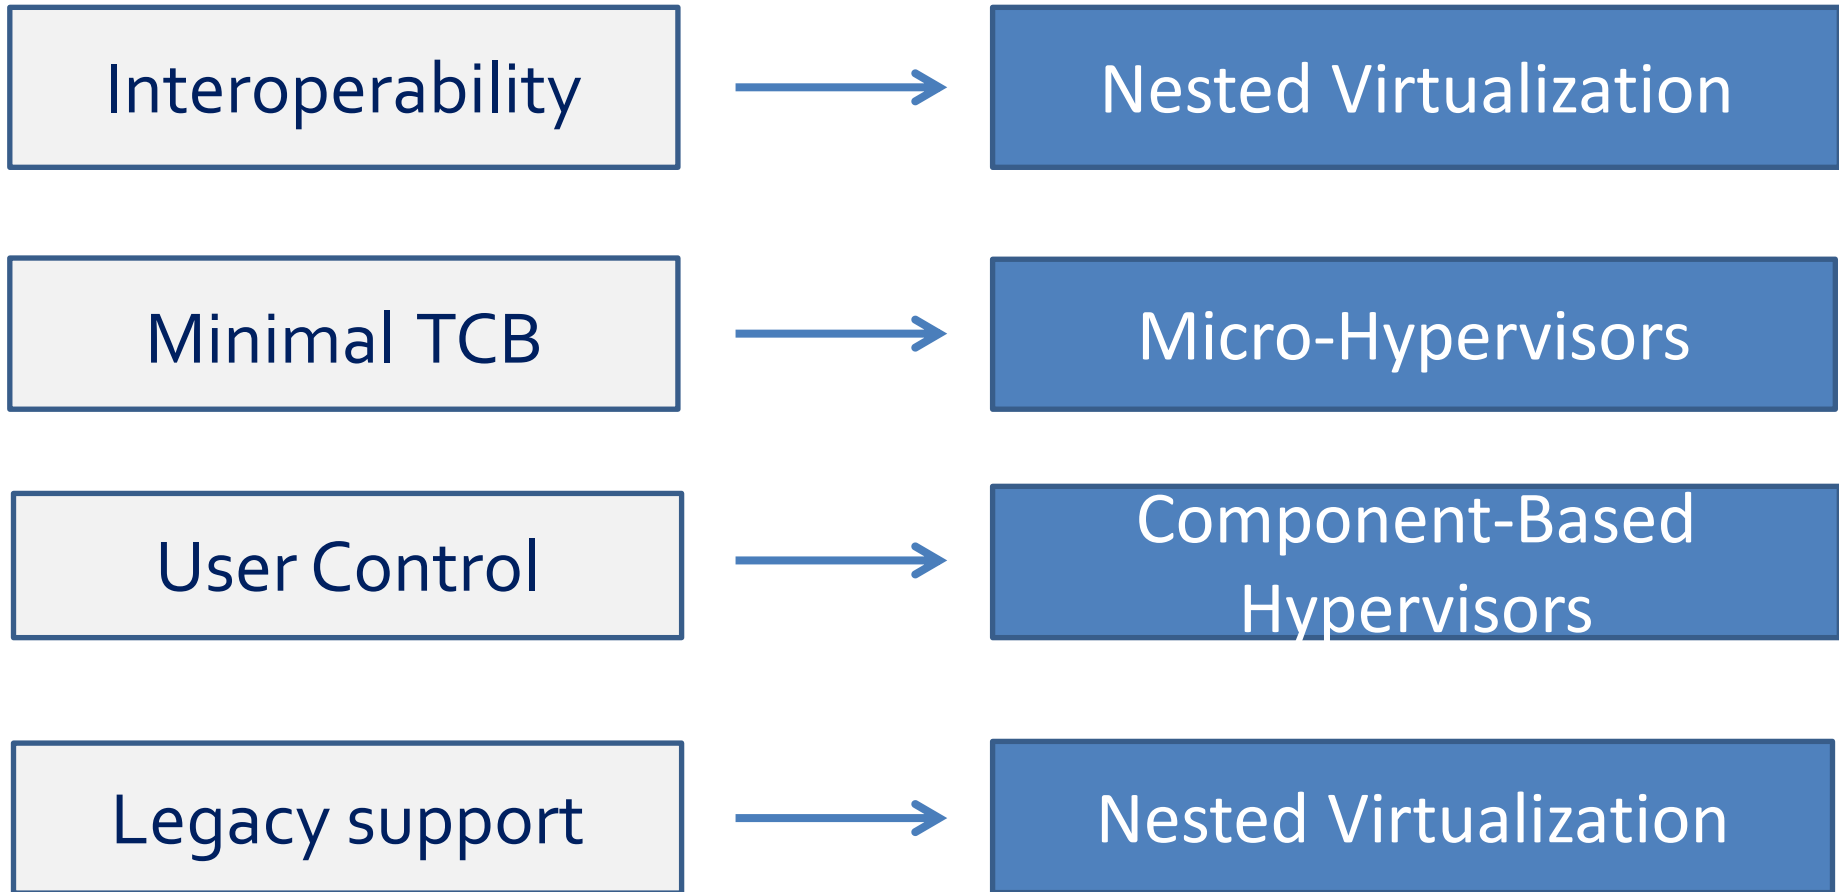 Interoperability
Nested Virtualization
Minimal TCB
Micro-Hypervisors
User Control
Component-Based
Hypervisors
Legacy support
Nested Virtualization